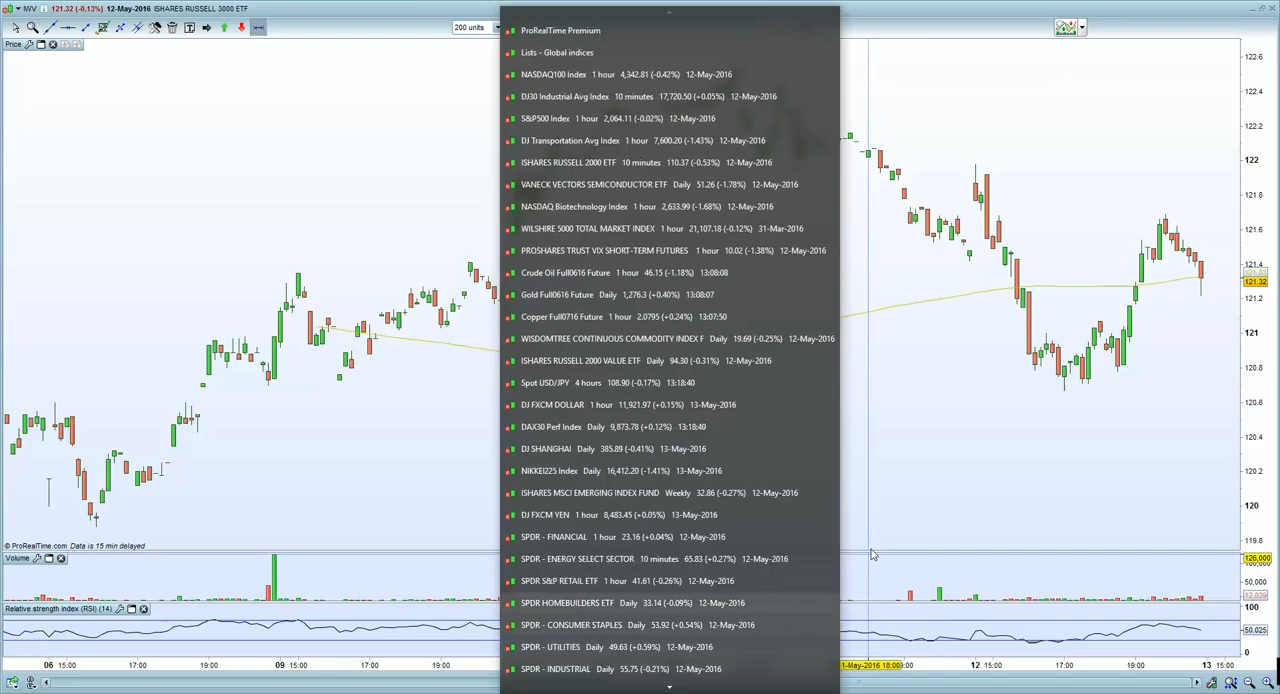 IWV 121.32 (-0.13%) 12-May-2016 ISHARES RUSSELL 3000 ETF
200 units
Price
ProRealTime Premium
Lists - Global indices
NASDAQ100 Index 1 hour 4,342.81 (-0.42%) 12-May-2016
DJ30 Industrial Avg Index 10 minutes 17,720.50 (+0.05%) 12-May-2016
S&P500 Index 1 hour 2,064.11 (-0.02%) 12-May-2016
DJ Transportation Avg Index 1 hour 7,600.20 (-1.43%) 12-May-2016
ISHARES RUSSELL 2000 ETF 10 minutes 110.37 (-0.53%) 12-May-2016
VANECK VECTORS SEMICONDUCTOR ETF Daily 51.26 (-1.78%) 12-May-2016
NASDAQ Biotechnology Index 1 hour 2,633.99 (-1.68%) 12-May-2016
WILSHIRE 5000 TOTAL MARKET INDEX 1 hour 21,107.18 (-0.12%) 31-Mar-2016
PROSHARES TRUST VIX SHORT-TERM FUTURES 1 hour 10.02 (-1.38%) 12-May-2016
Crude Oil Full0616 Future 1 hour 46.15 (-1.18%) 13:08:08
Gold Full0616 Future Daily 1,276.3 (+0.40%) 13:08:07
Copper Full0716 Future 1 hour 2.0795 (+0.24%) 13:07:50
WISDOMTREE CONTINUOUS COMMODITY INDEX F Daily 19.69 (-0.25%) 12-May-2016
ISHARES RUSSELL 2000 VALUE ETF Daily 94.30 (-0.31%) 12-May-2016
Spot USD/JPY 4 hours 108.90 (-0.17%) 13:18:40
DJ FXCM DOLLAR 1 hour 11,921.97 (+0.15%) 13-May-2016
DAX30 Perf Index Daily 9,873.78 (+0.12%) 13:18:49
DJ SHANGHAI Daily 385.89 (-0.41%) 13-May-2016
NIKKEI225 Index Daily 16,412.20 (-1.41%) 13-May-2016
ISHARES MSCI EMERGING INDEX FUND Weekly 32.86 (-0.27%) 12-May-2016
DJ FXCM YEN 1 hour 8,483.45 (+0.05%) 13-May-2016
SPDR - FINANCIAL 1 hour 23.16 (+0.04%) 12-May-2016
SPDR - ENERGY SELECT SECTOR 10 minutes 65.83 (+0.27%) 12-May-2016
SPDR S&P RETAIL ETF 1 hour 41.61 (-0.26%) 12-May-2016
SPDR HOMEBUILDERS ETF Daily 33.14 (-0.09%) 12-May-2016
SPDR - CONSUMER STAPLES Daily 53.92 (+0.54%) 12-May-2016
SPDR - UTILITIES Daily 49.63 (+0.59%) 12-May-2016
SPDR - INDUSTRIAL Daily 55.75 (-0.21%) 12-May-2016
122.6
122.4
122.2
122
121.8
121.6
121.4
121.32
121.2
121
120.8
120.6
120.4
120.2
120
119.8
© ProRealTime.com Data is 15 min delayed
Volume
126,000
50,000
12,039
Relative strength index (RSI) (14)
100
50.025
0
06 15:00 17:00 19:00 09 15:00 17:00 19:00 1-May-2016 18:00 9:00 12 15:00 17:00 19:00 13 15:00